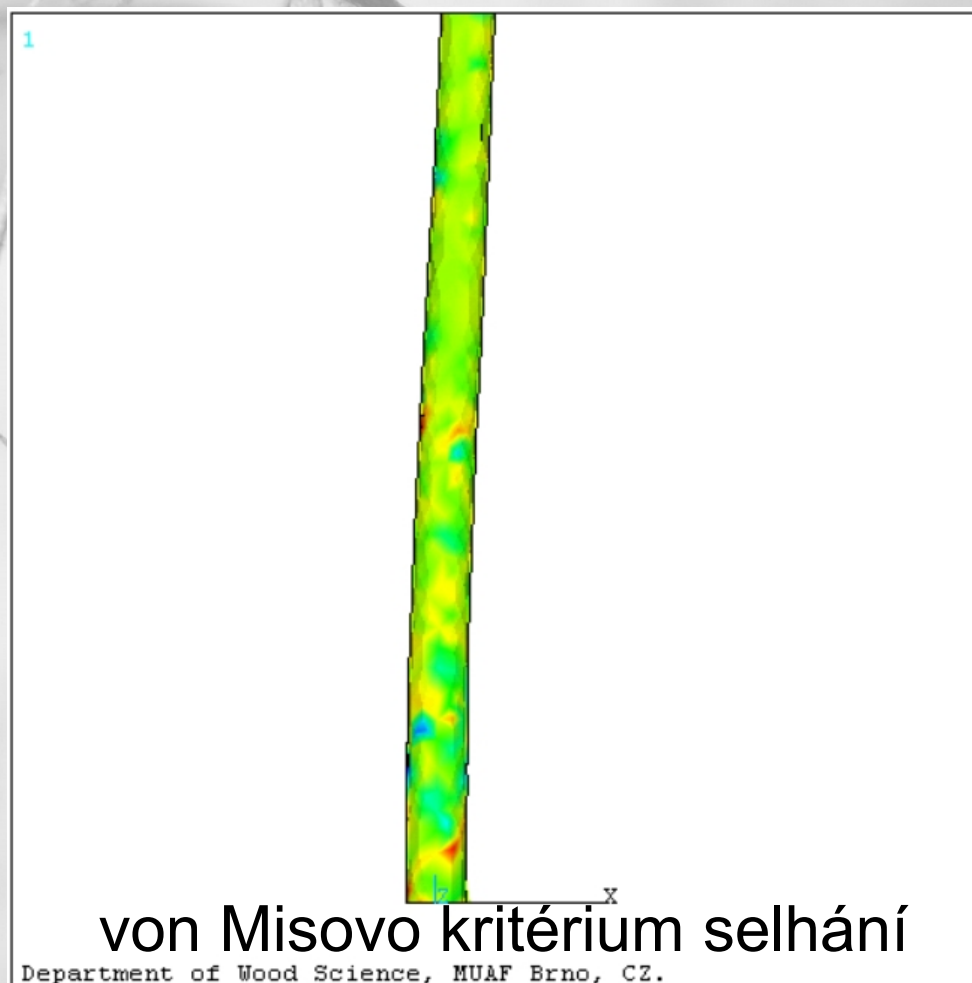 1
Z
X
von Misovo kritérium selhání
Department of Wood Science, MUAF Brno, CZ.